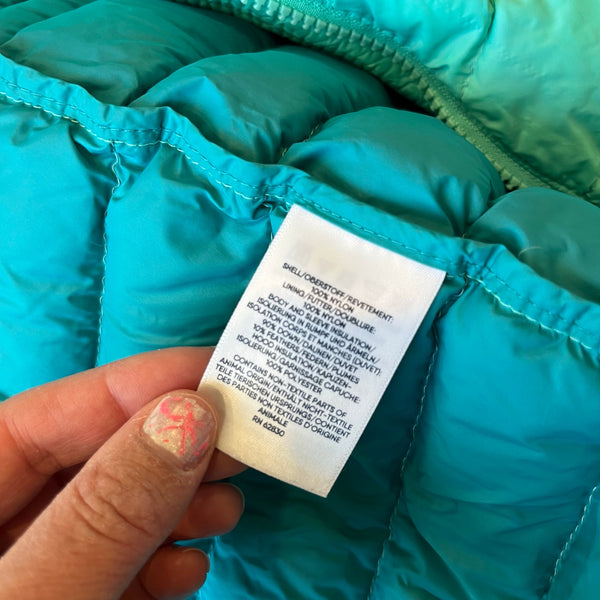 SHELL/OBERSTOFF/REVETEMENT:
100% NYLON
LINING/FUTTER/DOUBLURE:
100% NYLON
BODY AND SLEEVE INSULATION/
ISOLIERUNG IN RUMPF UND ÄRMELN/
ISOLATION CORPS ET MANCHES (DUVET):
90% DOWN/DAUNEN/DUVET
10% FEATHERS/FEDERN/PLUMES
HOOD INSULATION/KAPUZEN-
ISOLIERUNG/GARNISSAGE CAPUCHE:
100% POLYESTER
CONTAINS NON-TEXTILE PARTS OF
ANIMAL ORIGIN/ENTHÄLT NICHT-TEXTILE
TEILE TIERISCHEN URSPRUNGS/CONTIENT
DES PARTIES NON TEXTILES D'ORIGINE
ANIMALE
RN 62830